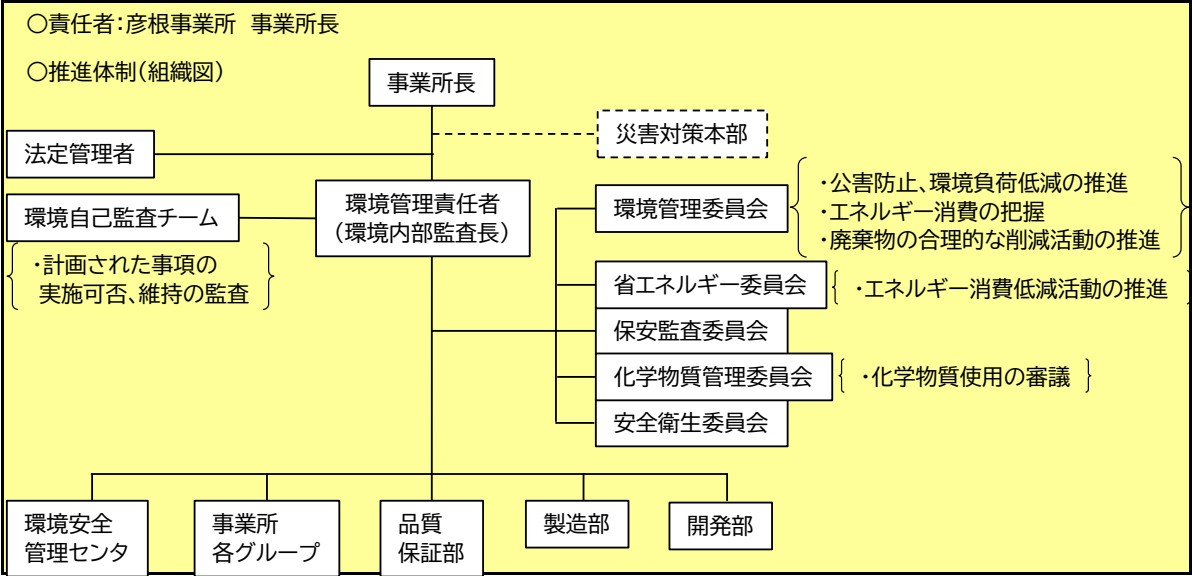 〇責任者：彦根事業所　事業所長
〇推進体制（組織図）
事業所長
災害対策本部
法定管理者
環境管理責任者
（環境内部監査長）
環境自己監査チーム
・計画された事項の
実施可否、維持の監査
環境管理委員会
・公害防止、環境負荷低減の推進
・エネルギー消費の把握
・廃棄物の合理的な削減活動の推進
省エネルギー委員会
・エネルギー消費低減活動の推進
保安監査委員会
化学物質管理委員会
・化学物質使用の審議
安全衛生委員会
環境安全
管理センタ
事業所
各グループ
品質
保証部
製造部
開発部